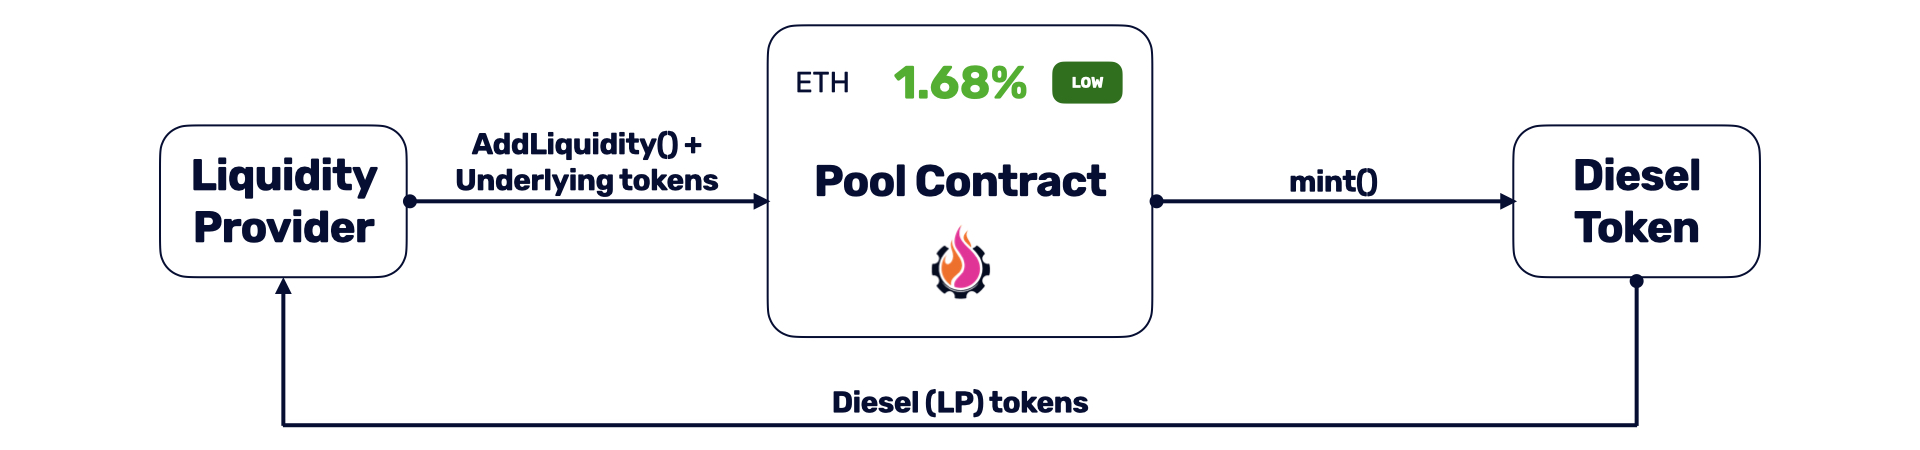 ETH 1.68% LOW
AddLiquidity() +
Underlying tokens
Liquidity
Provider
Pool Contract
mint()
Diesel
Token
Diesel (LP) tokens